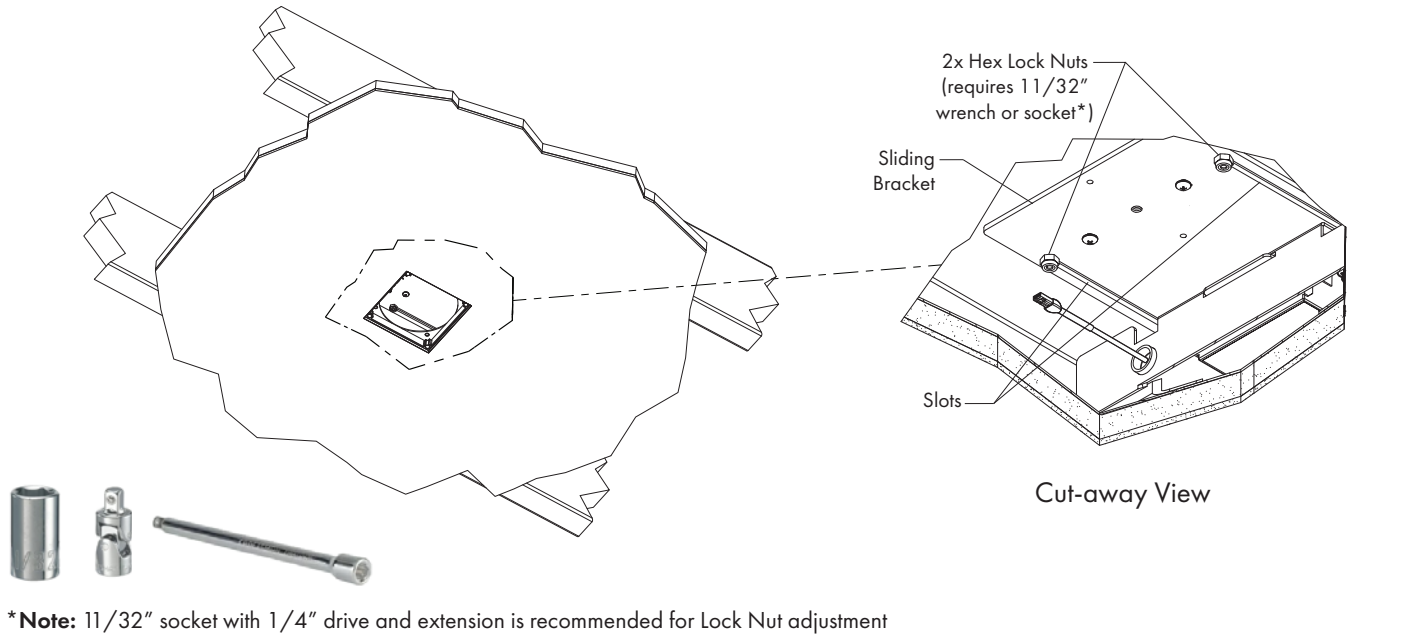 2x Hex Lock Nuts
(requires 11/32”
wrench or socket*)
Sliding
Bracket
Slots
Cut-away View
*Note: 11/32” socket with 1/4” drive and extension is recommended for Lock Nut adjustment